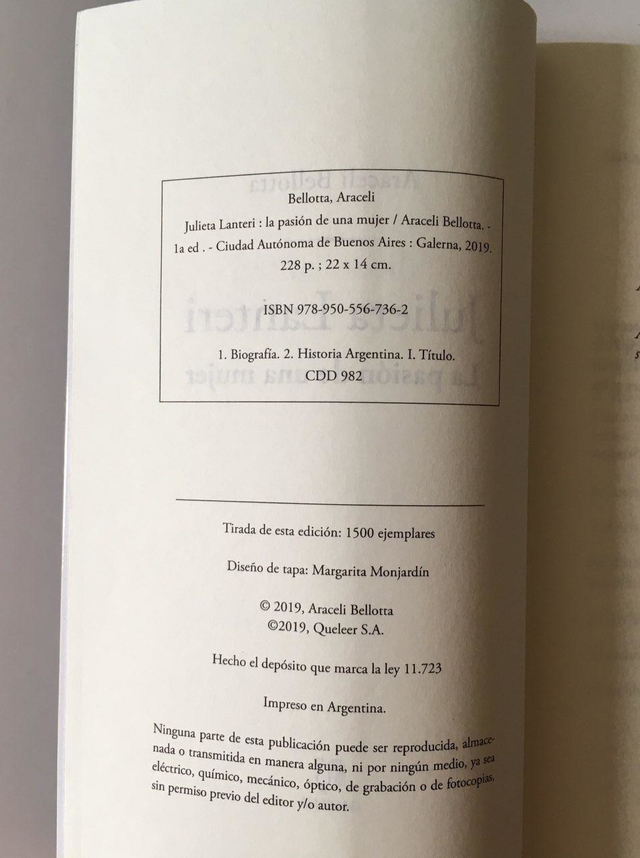 Bellotta, Araceli
Julieta Lanteri : la pasión de una mujer / Araceli Bellotta. -
1a ed . - Ciudad Autónoma de Buenos Aires : Galerna, 2019.
228 p. ; 22 x 14 cm.
ISBN 978-950-556-736-2
1. Biografía. 2. Historia Argentina. I. Título.
CDD 982
Tirada de esta edición: 1500 ejemplares
Diseño de tapa: Margarita Monjardín
© 2019, Araceli Bellotta
©2019, Queleer S.A.
Hecho el depósito que marca la ley 11.723
Impreso en Argentina.
Ninguna parte de esta publicación puede ser reproducida, almace-
nada o transmitida en manera alguna, ni por ningún medio, ya sea
eléctrico, químico, mecánico, óptico, de grabación o de fotocopias,
sin permiso previo del editor y/o autor.